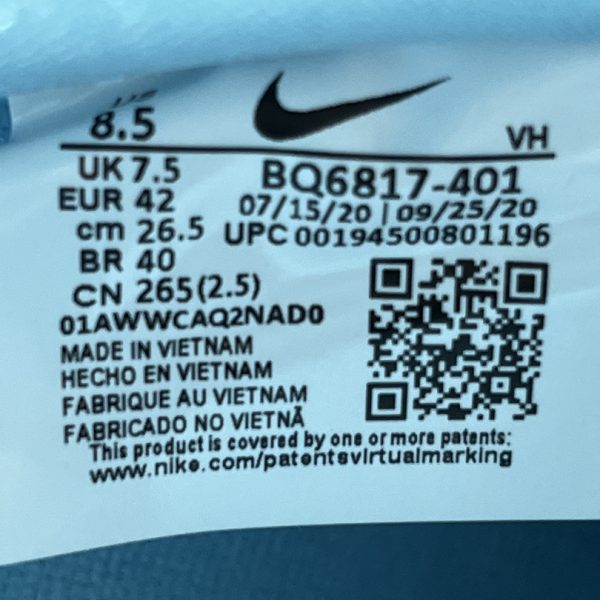 8.5
VH
UK 7.5
BQ6817-401
EUR 42
07/15/20 | 09/25/20
cm 26.5
UPC 00194500801196
BR 40
CN 265(2.5)
01AWWCAQ2NAD0
MADE IN VIETNAM
HECHO EN VIETNAM
FABRIQUE AU VIETNAM
FABRICADO NO VIETNÃ
This product is covered by one or more patents:
www.nike.com/patentsvirtualmarking